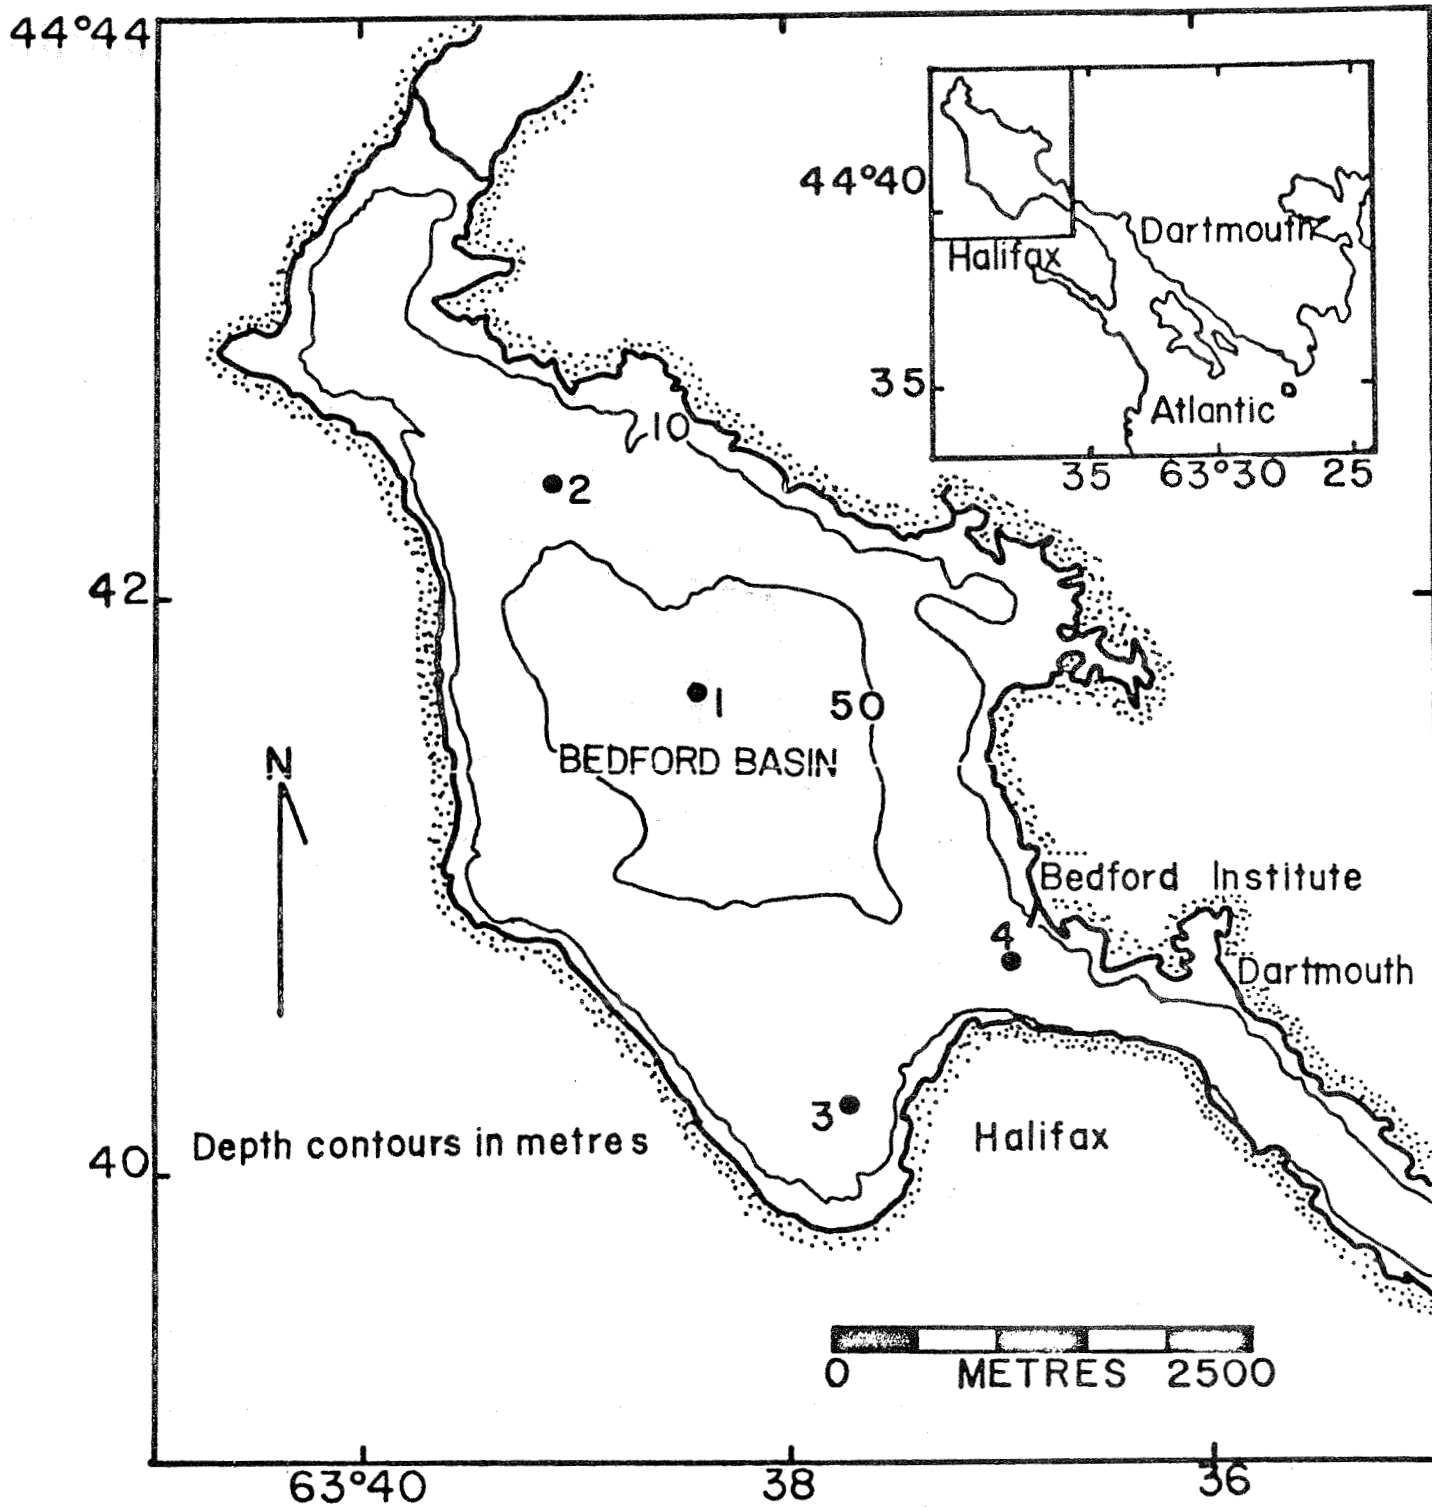 44°44
44°40
Dartmouth
Halifax
35
Atlantic
35 63°30 25
10
2
42
1
50
BEDFORD BASIN
N
Bedford Institute
4
Dartmouth
3
Halifax
Depth contours in metres
40
0 METRES 2500
63°40 38 36